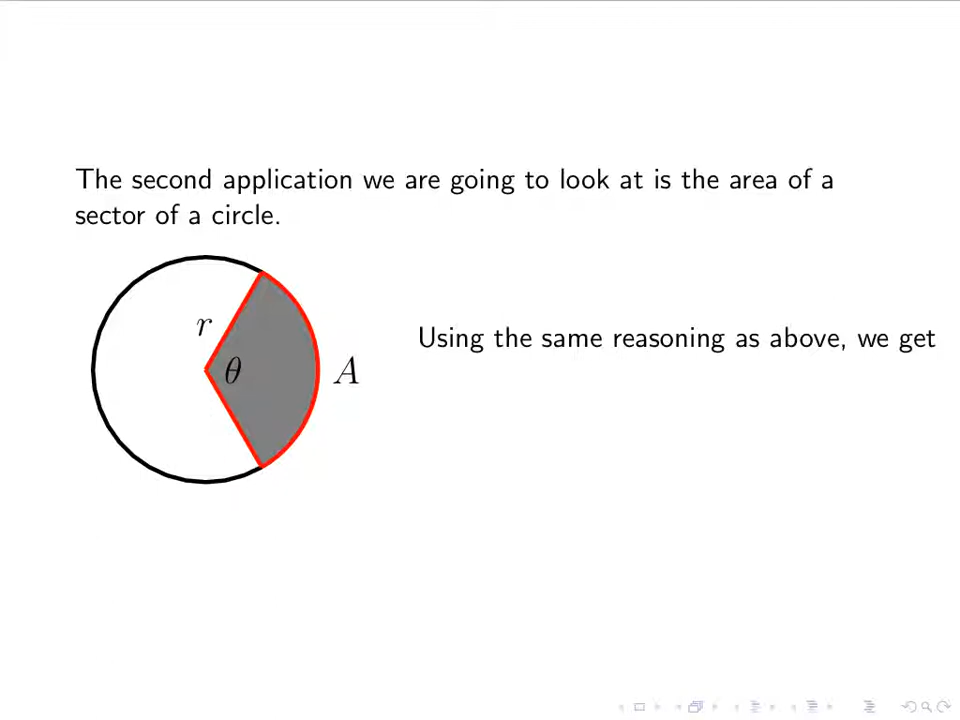 The second application we are going to look at is the area of a
sector of a circle.
r
Using the same reasoning as above, we get
θ
A